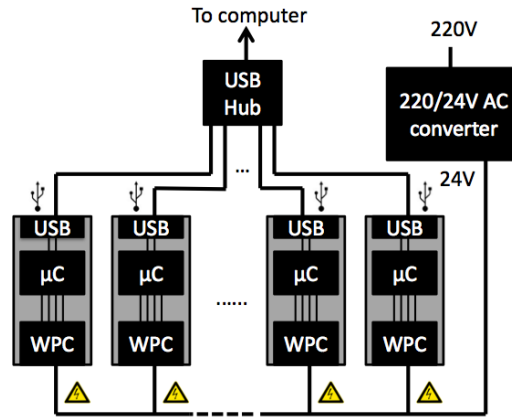 To computer
220V
USB
Hub
220/24V AC
converter
...
24V
USB
USB
USB
USB
µC
µC
......
µC
µC
WPC
WPC
WPC
WPC